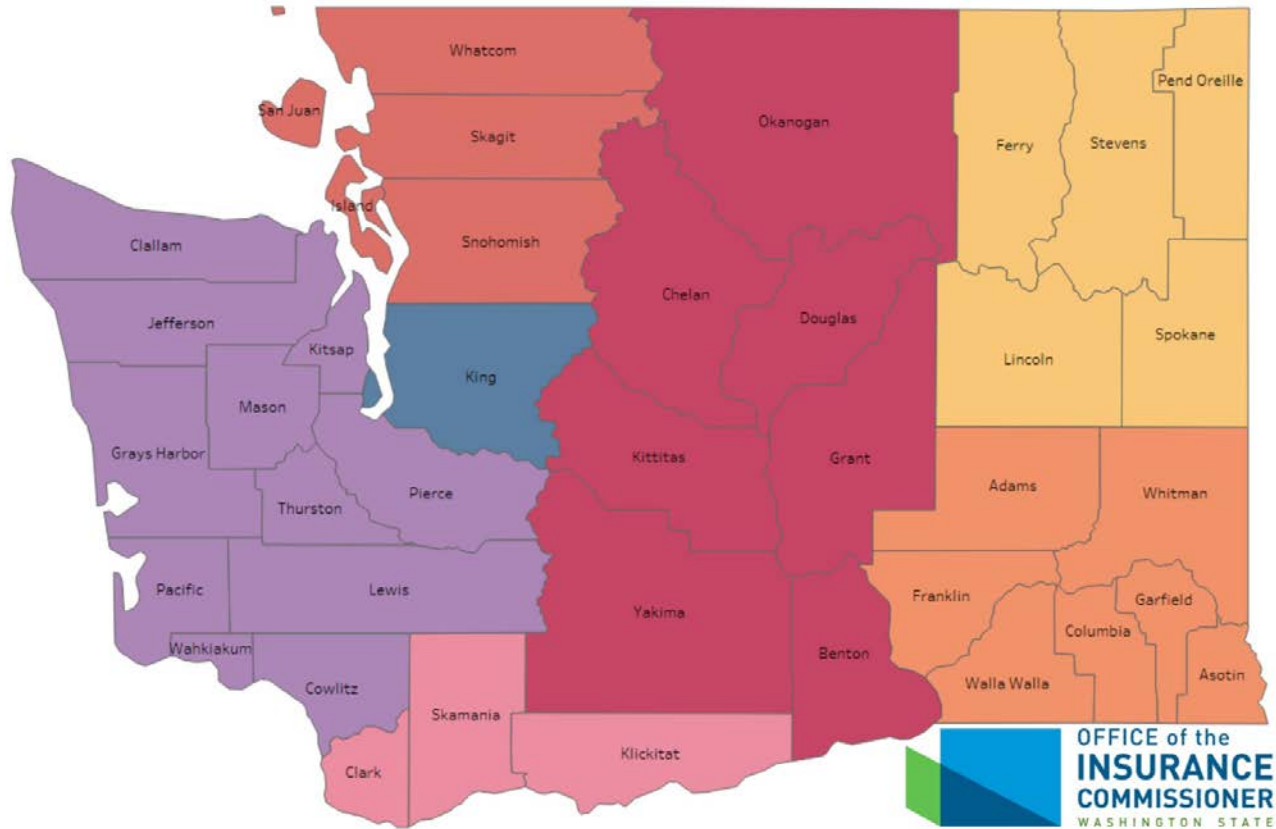 Whatcom
Pend Oreille
San Juan
Okanogan
Skagit
Ferry
Stevens
Island
Snohomish
Clallam
Chelan
Douglas
Jefferson
Kitsap
Spokane
Lincoln
King
Mason
Grays Harbor
Kittitas
Grant
Pierce
Adams
Whitman
Thurston
Pacific
Lewis
Franklin
Garfield
Yakima
Columbia
Wahkiakum
Benton
Asotin
Walla Walla
Cowlitz
Skamania
Klickitat
Clark
OFFICE of the
INSURANCE
COMMISSIONER
WASHINGTON STATE